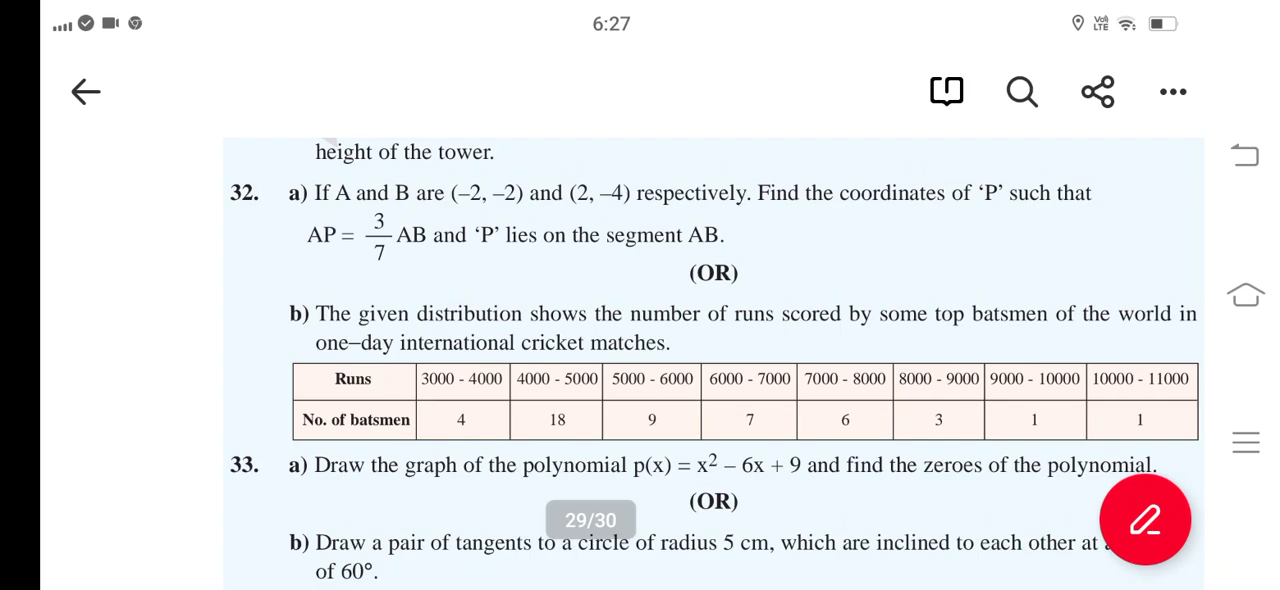 6:27
Vol) LTE
height of the tower.
32. a) If A and B are (–2, –2) and (2, –4) respectively. Find the coordinates of ‘P’ such that
AP = 3/7 AB and ‘P’ lies on the segment AB.
(OR)
b) The given distribution shows the number of runs scored by some top batsmen of the world in
one–day international cricket matches.
Runs 3000 - 4000 4000 - 5000 5000 - 6000 6000 - 7000 7000 - 8000 8000 - 9000 9000 - 10000 10000 - 11000
No. of batsmen 4 18 9 7 6 3 1 1
33. a) Draw the graph of the polynomial p(x) = x² – 6x + 9 and find the zeroes of the polynomial.
(OR)
29/30
b) Draw a pair of tangents to a circle of radius 5 cm, which are inclined to each other at
of 60°.